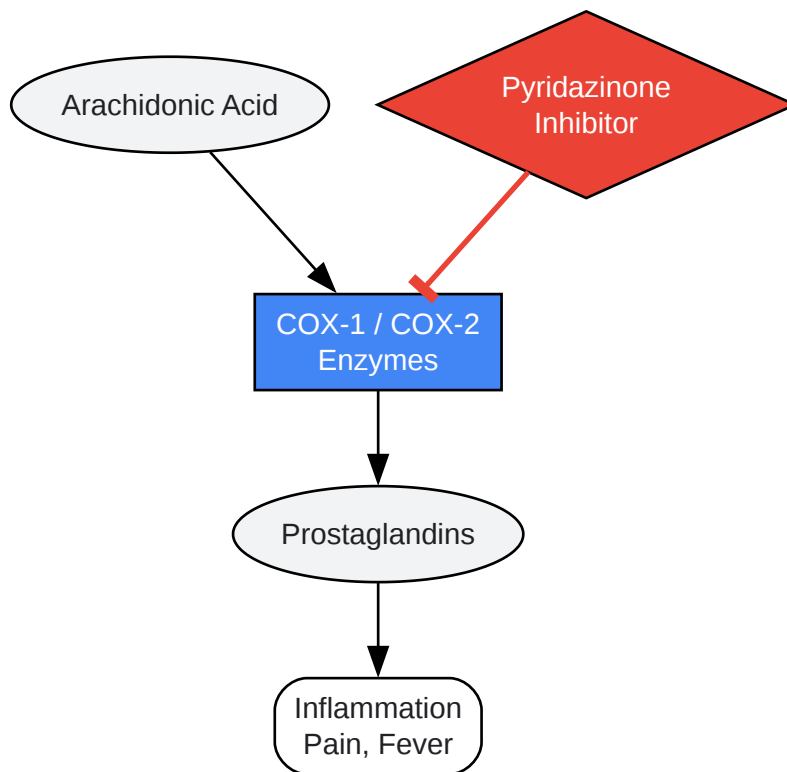 Arachidonic Acid
Pyridazinone
Inhibitor
COX-1 / COX-2
Enzymes
Prostaglandins
Inflammation
Pain, Fever